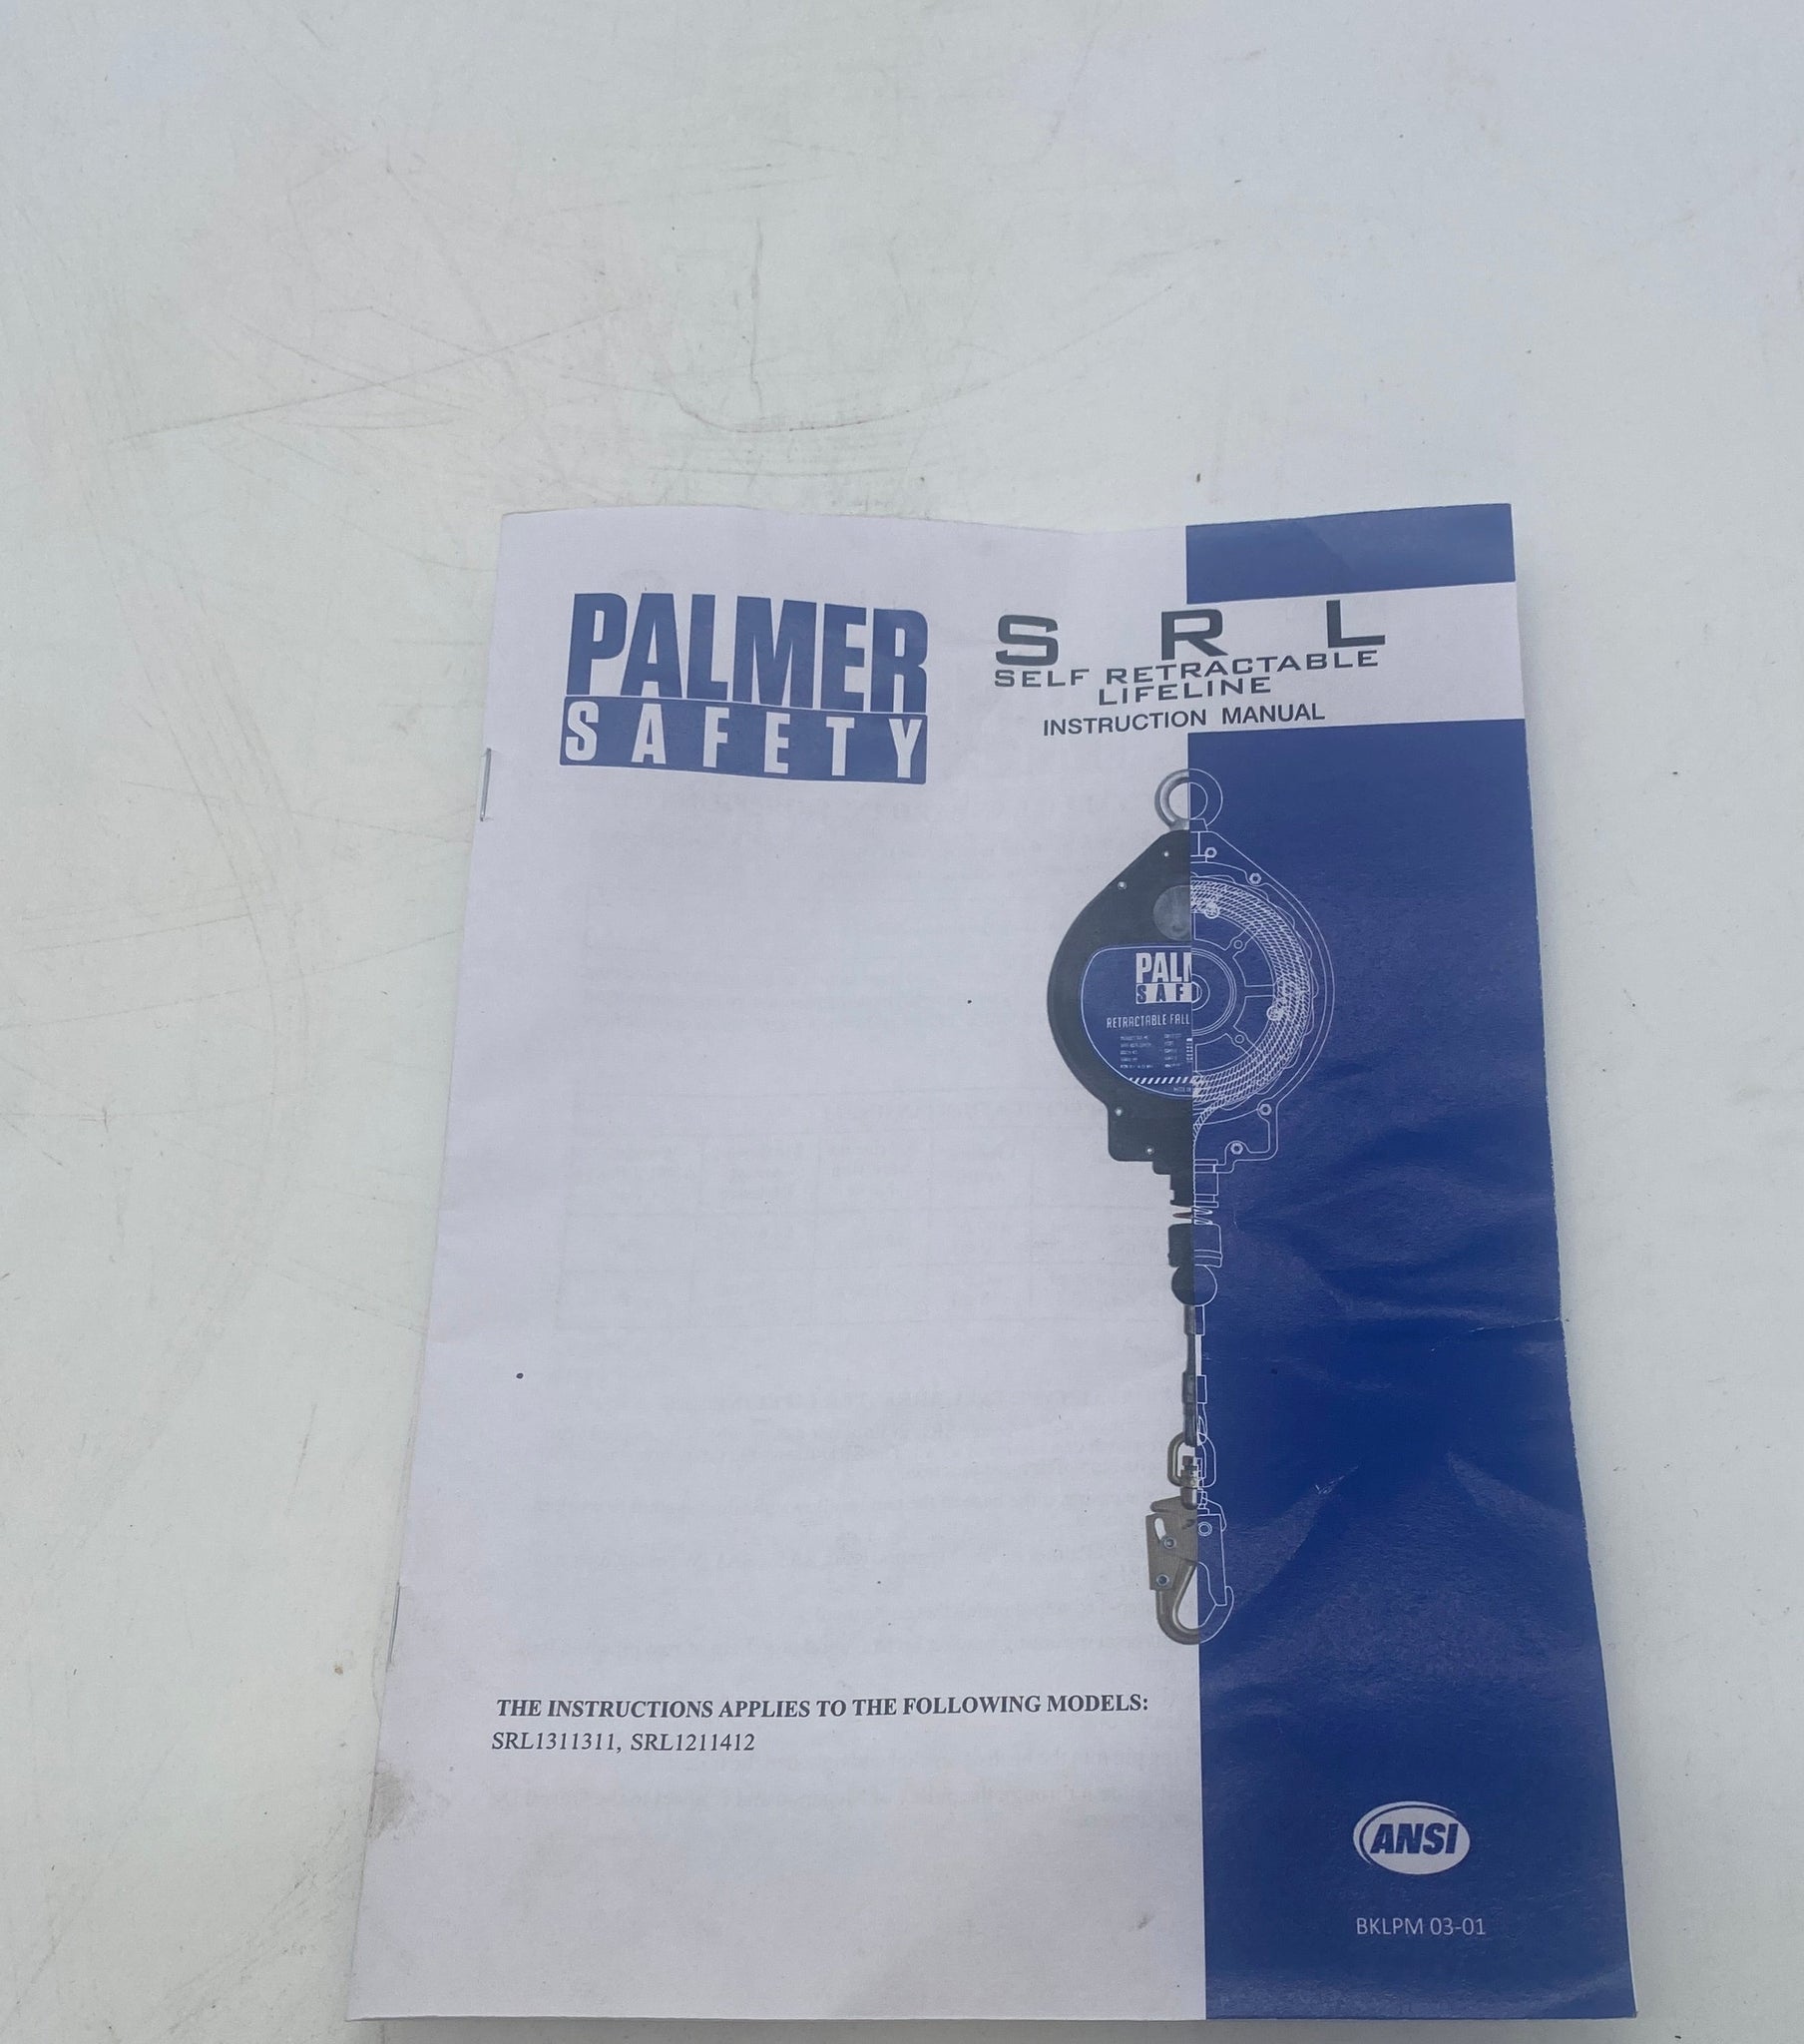 PALMER
SAFETY
S R L
SELF RETRACTABLE
LIFELINE
INSTRUCTION MANUAL
PALM
SAF
RETRACTABLE FALL
THE INSTRUCTIONS APPLIES TO THE FOLLOWING MODELS:
SRL1311311, SRL1211412
ANSI
BKLPM 03-01